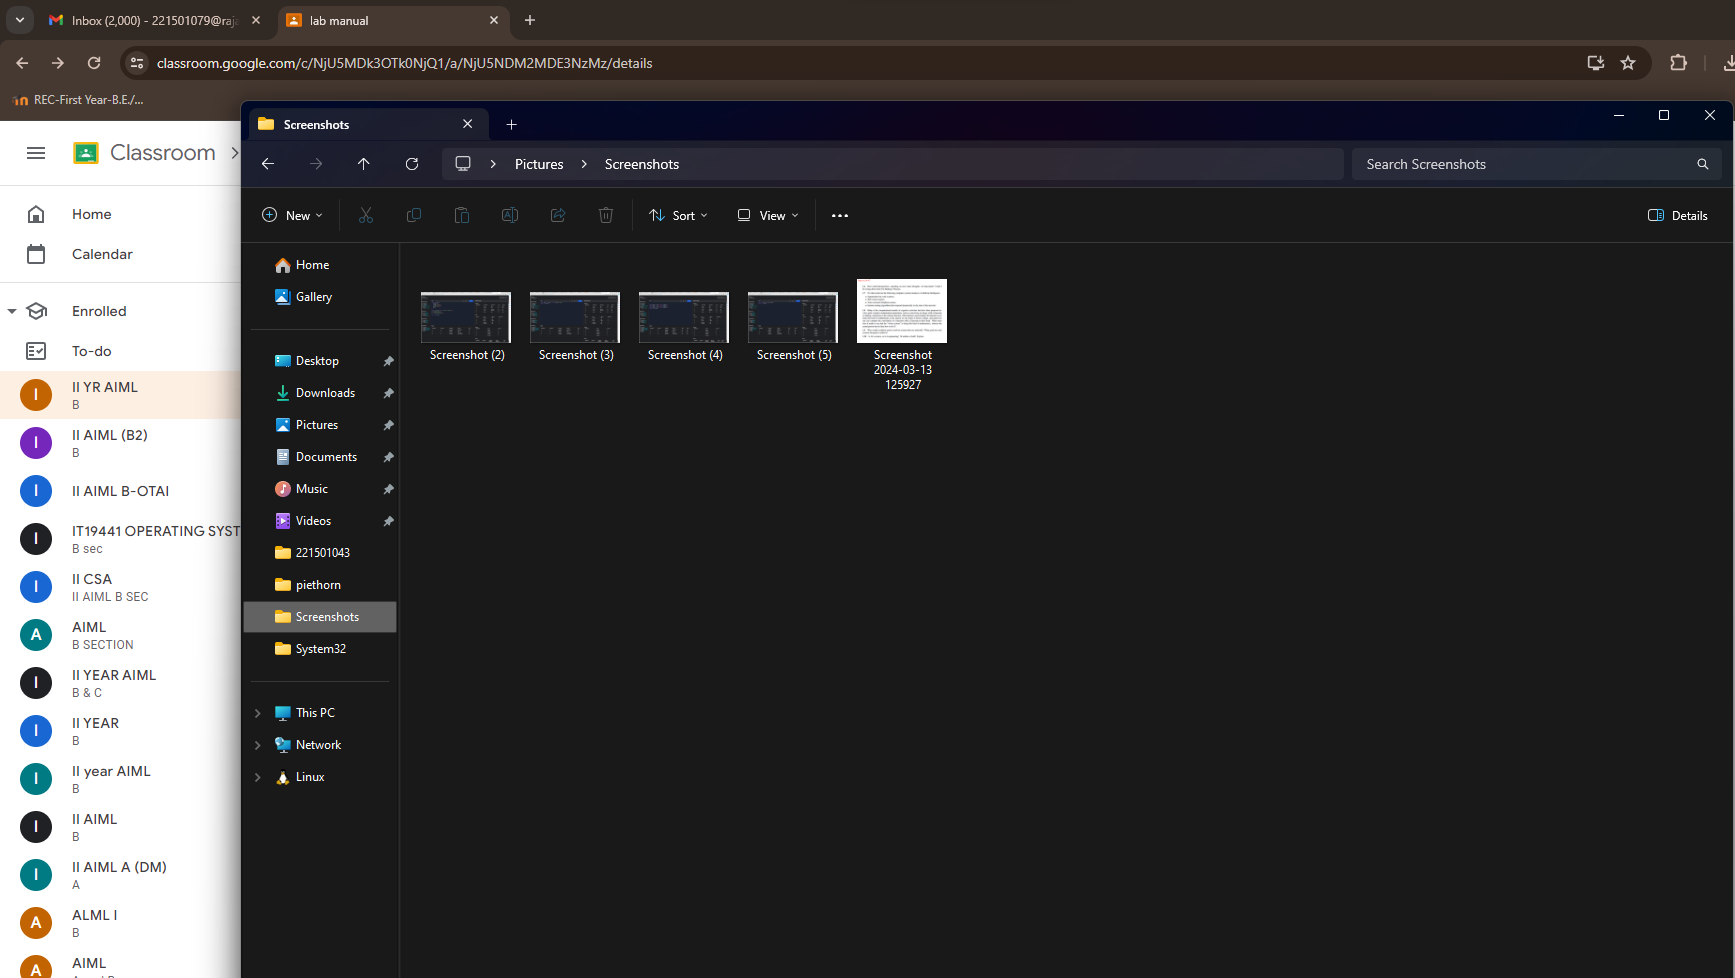 Inbox (2,000) - 221501079@raja
lab manual
classroom.google.com/c/NjU5MDk3OTk0NjQ1/a/NjU5NDM2MDE3NzMz/details
REC-First Year-B.E./...
Classroom
Home
Calendar
Enrolled
To-do
I
II YR AIML
B
I
II AIML (B2)
B
I
II AIML B-OTAI
I
IT19441 OPERATING SYST
B sec
I
II CSA
II AIML B SEC
A
AIML
B SECTION
I
II YEAR AIML
B & C
I
II YEAR
B
I
II year AIML
B
I
II AIML
B
I
II AIML A (DM)
A
A
ALML I
B
A
AIML
Screenshots
Pictures
Screenshots
Search Screenshots
New
Sort
View
Details
Home
Gallery
Desktop
Downloads
Pictures
Documents
Music
Videos
221501043
piethorn
Screenshots
System32
This PC
Network
Linux
Screenshot (2)
Screenshot (3)
Screenshot (4)
Screenshot (5)
Screenshot
2024-03-13
125927